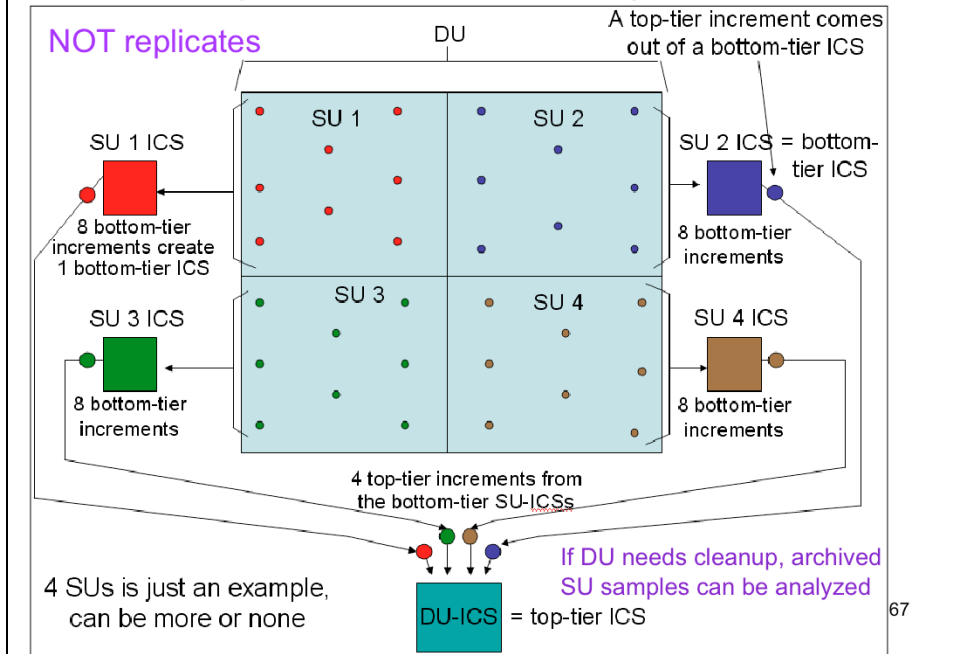 NOT replicates
DU
A top-tier increment comes
out of a bottom-tier ICS
SU 1
SU 2
SU 1 ICS
8 bottom-tier
increments create
1 bottom-tier ICS
SU 2 ICS = bottom-
tier ICS
8 bottom-tier
increments
SU 3
SU 4
SU 3 ICS
8 bottom-tier
increments
SU 4 ICS
8 bottom-tier
increments
4 top-tier increments from
the bottom-tier SU-ICSs
If DU needs cleanup, archived
SU samples can be analyzed
4 SUs is just an example,
can be more or none
DU-ICS = top-tier ICS
67